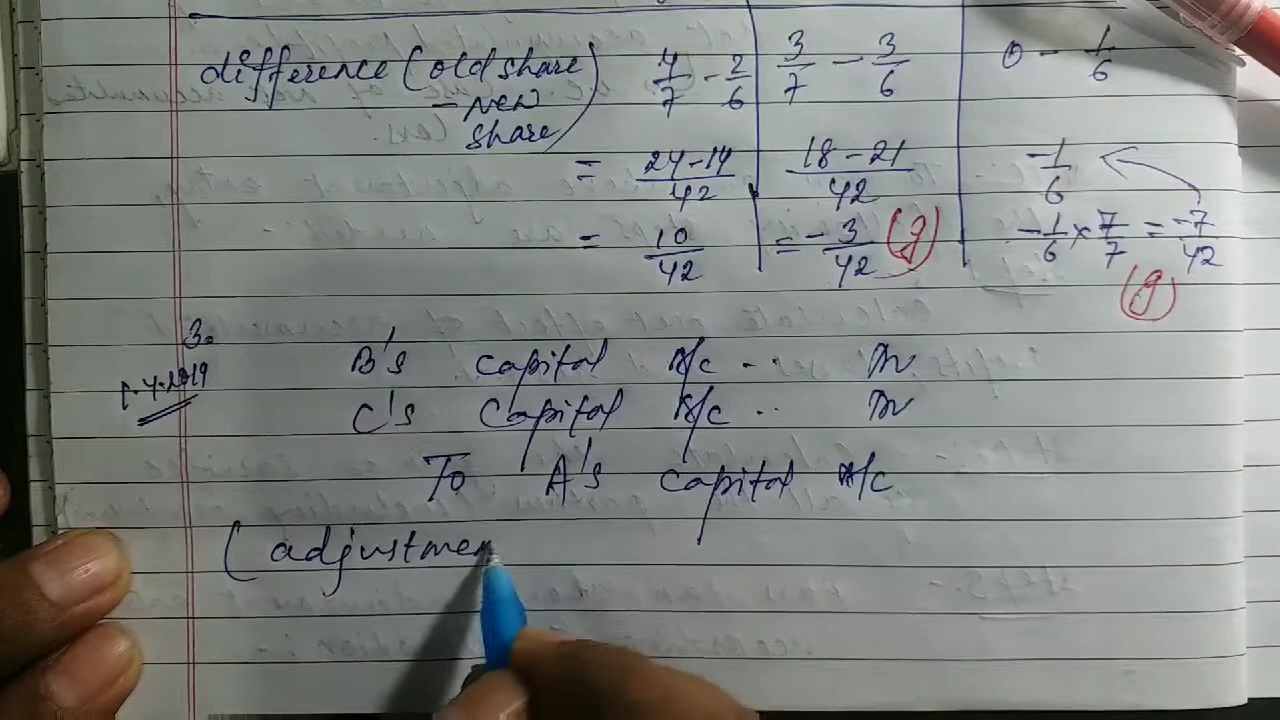 difference (old share) 4/7 - 2/6 3/7 - 3/6 0 - 1/6
- New
share
= 24-14/42 18-21/42 -1/6
= 10/42 = -3/42 (g) -1/6 × 7/7 = -7/42
(g)
3.
B's capital A/c .. Dr
1.4.2019
C's Capital A/c .. Dr
To A's capital A/c
( adjustmen